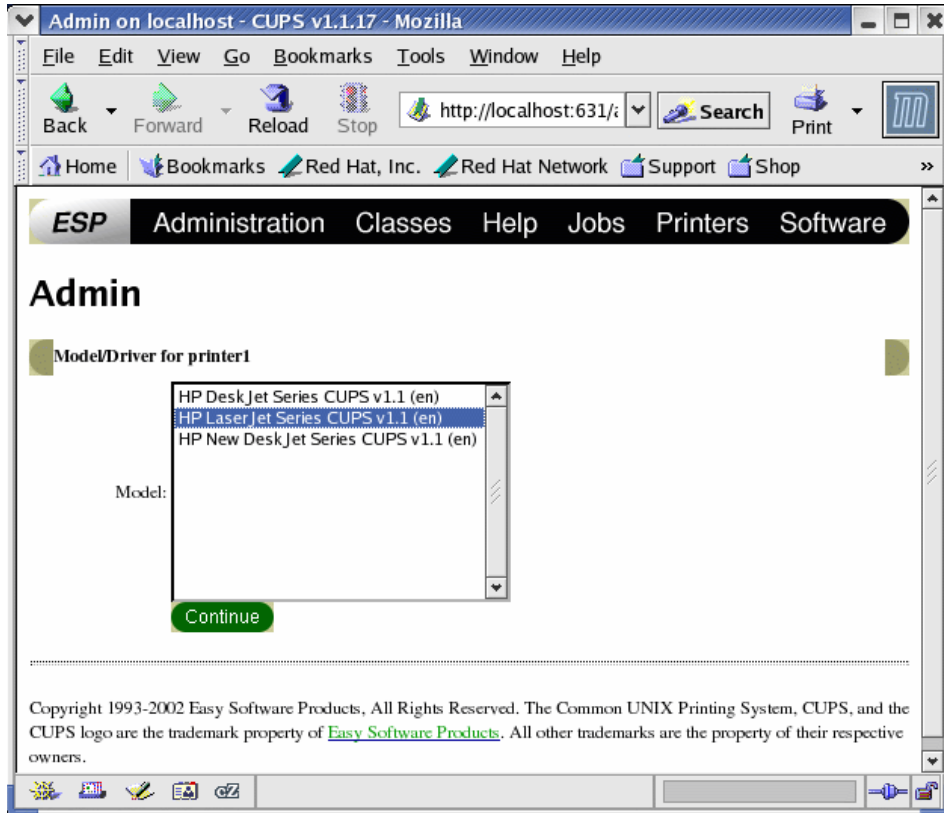 Admin on localhost - CUPS v1.1.17 - Mozilla
File Edit View Go Bookmarks Tools Window Help
Back Forward Reload Stop http://localhost:631/a Search Print
Home Bookmarks Red Hat, Inc. Red Hat Network Support Shop »
ESP Administration Classes Help Jobs Printers Software
Admin
Model/Driver for printer1
HP DeskJet Series CUPS v1.1 (en)
HP LaserJet Series CUPS v1.1 (en)
HP New DeskJet Series CUPS v1.1 (en)
Model:
Continue
Copyright 1993-2002 Easy Software Products, All Rights Reserved. The Common UNIX Printing System, CUPS, and the
CUPS logo are the trademark property of Easy Software Products. All other trademarks are the property of their respective
owners.